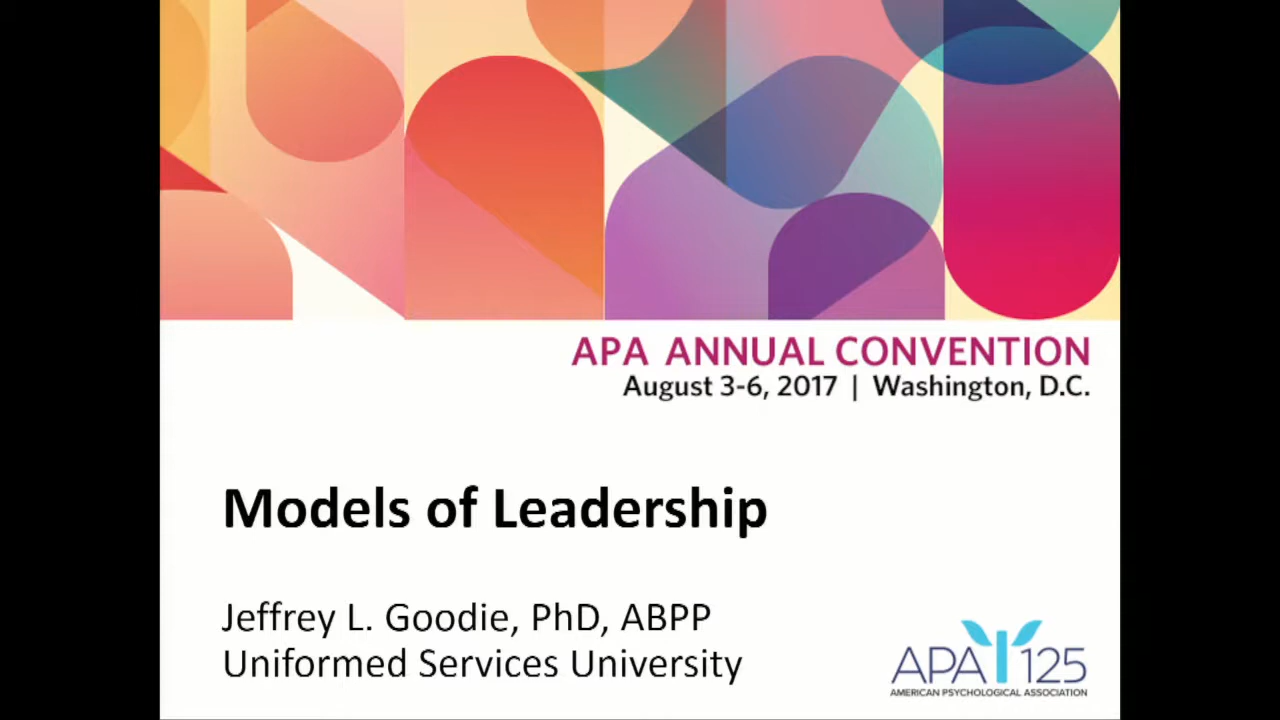 APA ANNUAL CONVENTION
August 3-6, 2017 | Washington, D.C.
Models of Leadership
Jeffrey L. Goodie, PhD, ABPP
Uniformed Services University
APA 125
AMERICAN PSYCHOLOGICAL ASSOCIATION